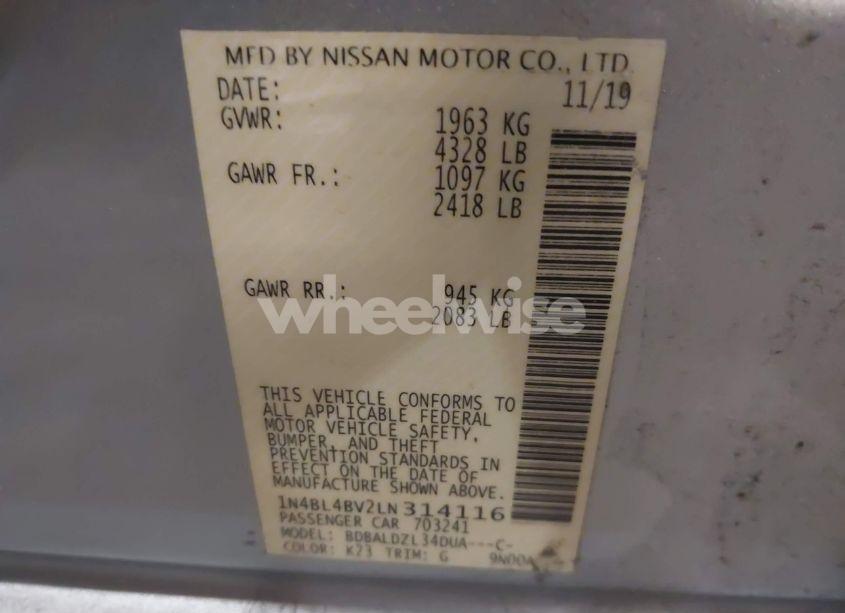 MFD BY NISSAN MOTOR CO., LTD.
DATE: 11/19
GVWR: 1963 KG
4328 LB
GAWR FR.: 1097 KG
2418 LB
GAWR RR.: 945 KG
2083 LB
wheelwise
THIS VEHICLE CONFORMS TO
ALL APPLICABLE FEDERAL
MOTOR VEHICLE SAFETY,
BUMPER, AND THEFT
PREVENTION STANDARDS IN
EFFECT ON THE DATE OF
MANUFACTURE SHOWN ABOVE.
1N4BL4BV2LN314116
PASSENGER CAR 703241
MODEL: BDBALDZL34DUA---C-
COLOR: K23 TRIM: G